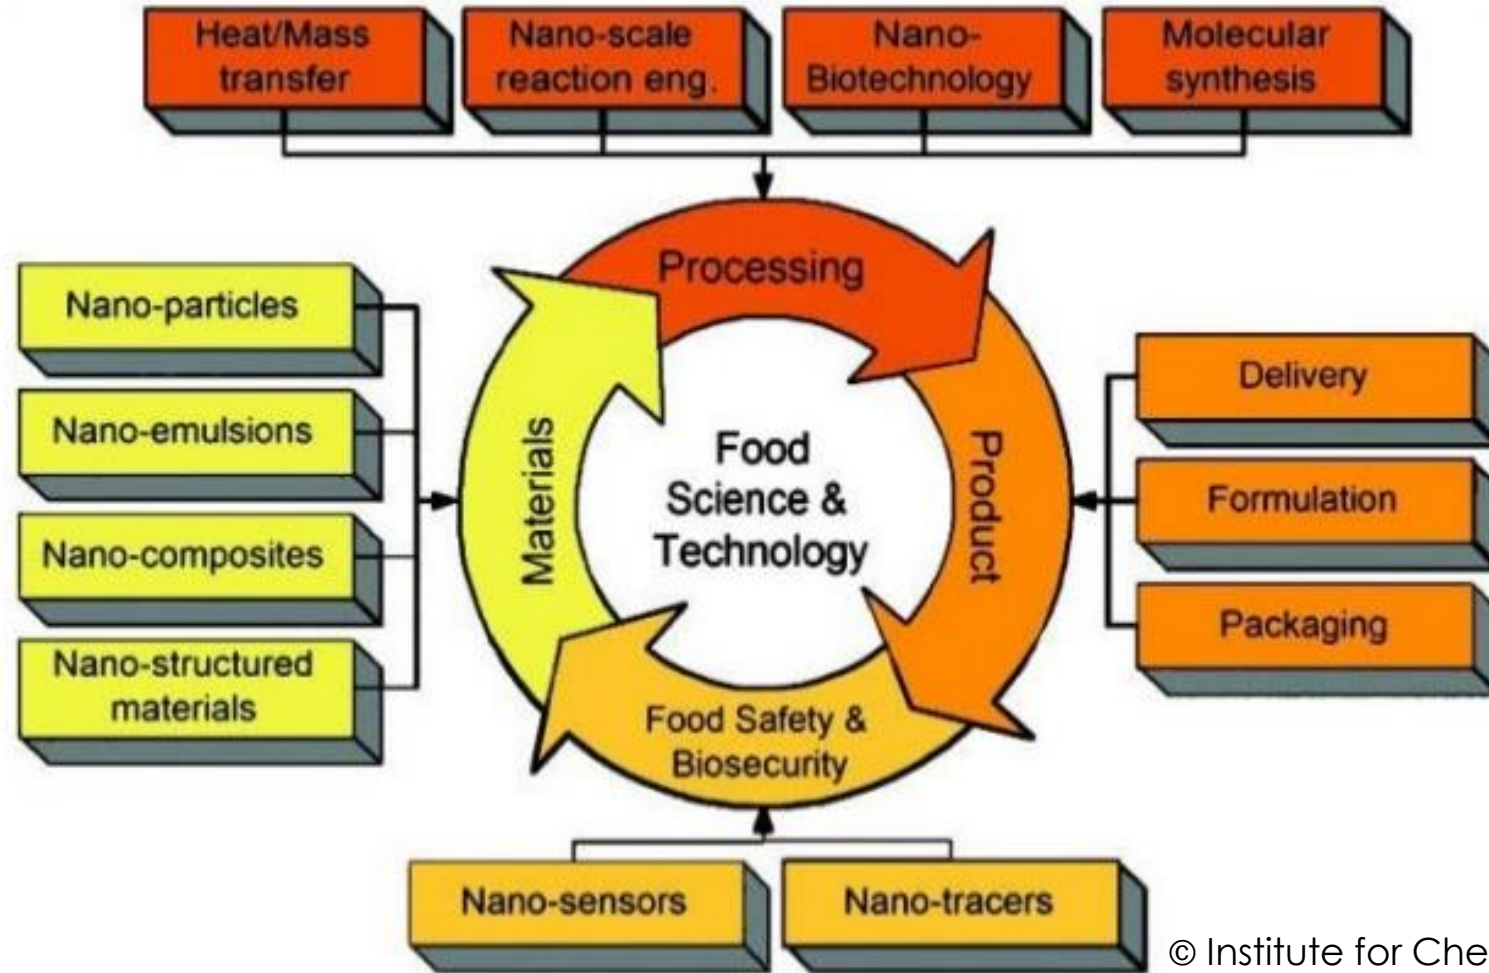 Heat/Mass
transfer
Nano-scale
reaction eng.
Nano-
Biotechnology
Molecular
synthesis
Processing
Nano-particles
Nano-emulsions
Nano-composites
Nano-structured
materials
Materials
Food
Science &
Technology
Product
Delivery
Formulation
Packaging
Food Safety &
Biosecurity
Nano-sensors
Nano-tracers
© Institute for Che